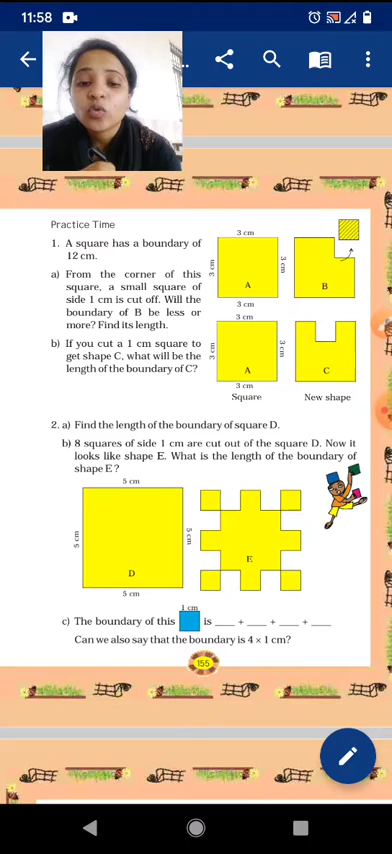 11:58
...
Practice Time
1. A square has a boundary of
12 cm.
a) From the corner of this
square, a small square of
side 1 cm is cut off. Will the
boundary of B be less or
more? Find its length.
3 cm
3 cm
3 cm
3 cm
A
B
b) If you cut a 1 cm square to
get shape C, what will be the
length of the boundary of C?
3 cm
3 cm
3 cm
3 cm
A
C
Square
New shape
2. a) Find the length of the boundary of square D.
b) 8 squares of side 1 cm are cut out of the square D. Now it
looks like shape E. What is the length of the boundary of
shape E ?
5 cm
5 cm
5 cm
5 cm
D
E
1 cm
c) The boundary of this is ___ + ___ + ___ + ___
Can we also say that the boundary is 4 × 1 cm?
155